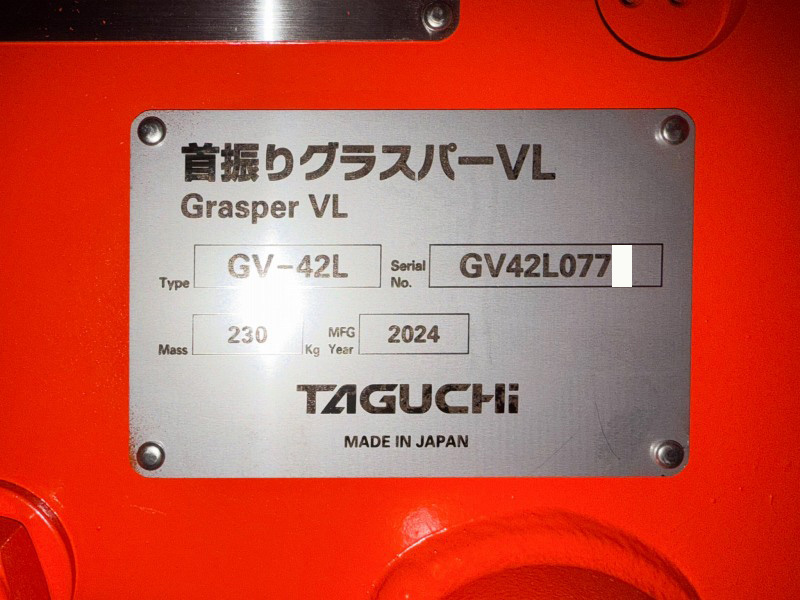 首振りグラスパーVL
Grasper VL
Type GV-42L Serial No. GV42L077
Mass 230 Kg MFG Year 2024
TAGUCHi
MADE IN JAPAN